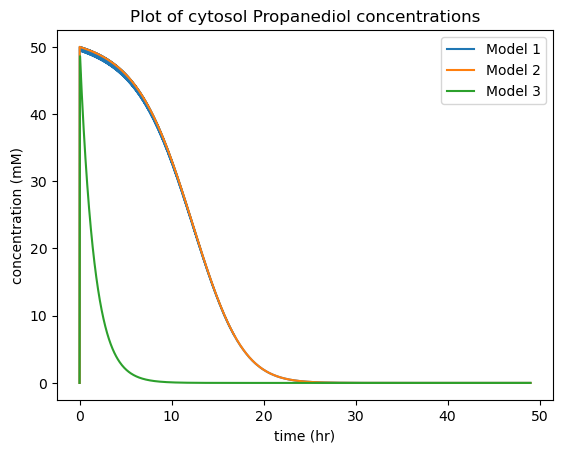 Plot of cytosol Propanediol concentrations
Model 1
Model 2
Model 3
concentration (mM)
50
40
30
20
10
0
0 10 20 30 40 50
time (hr)